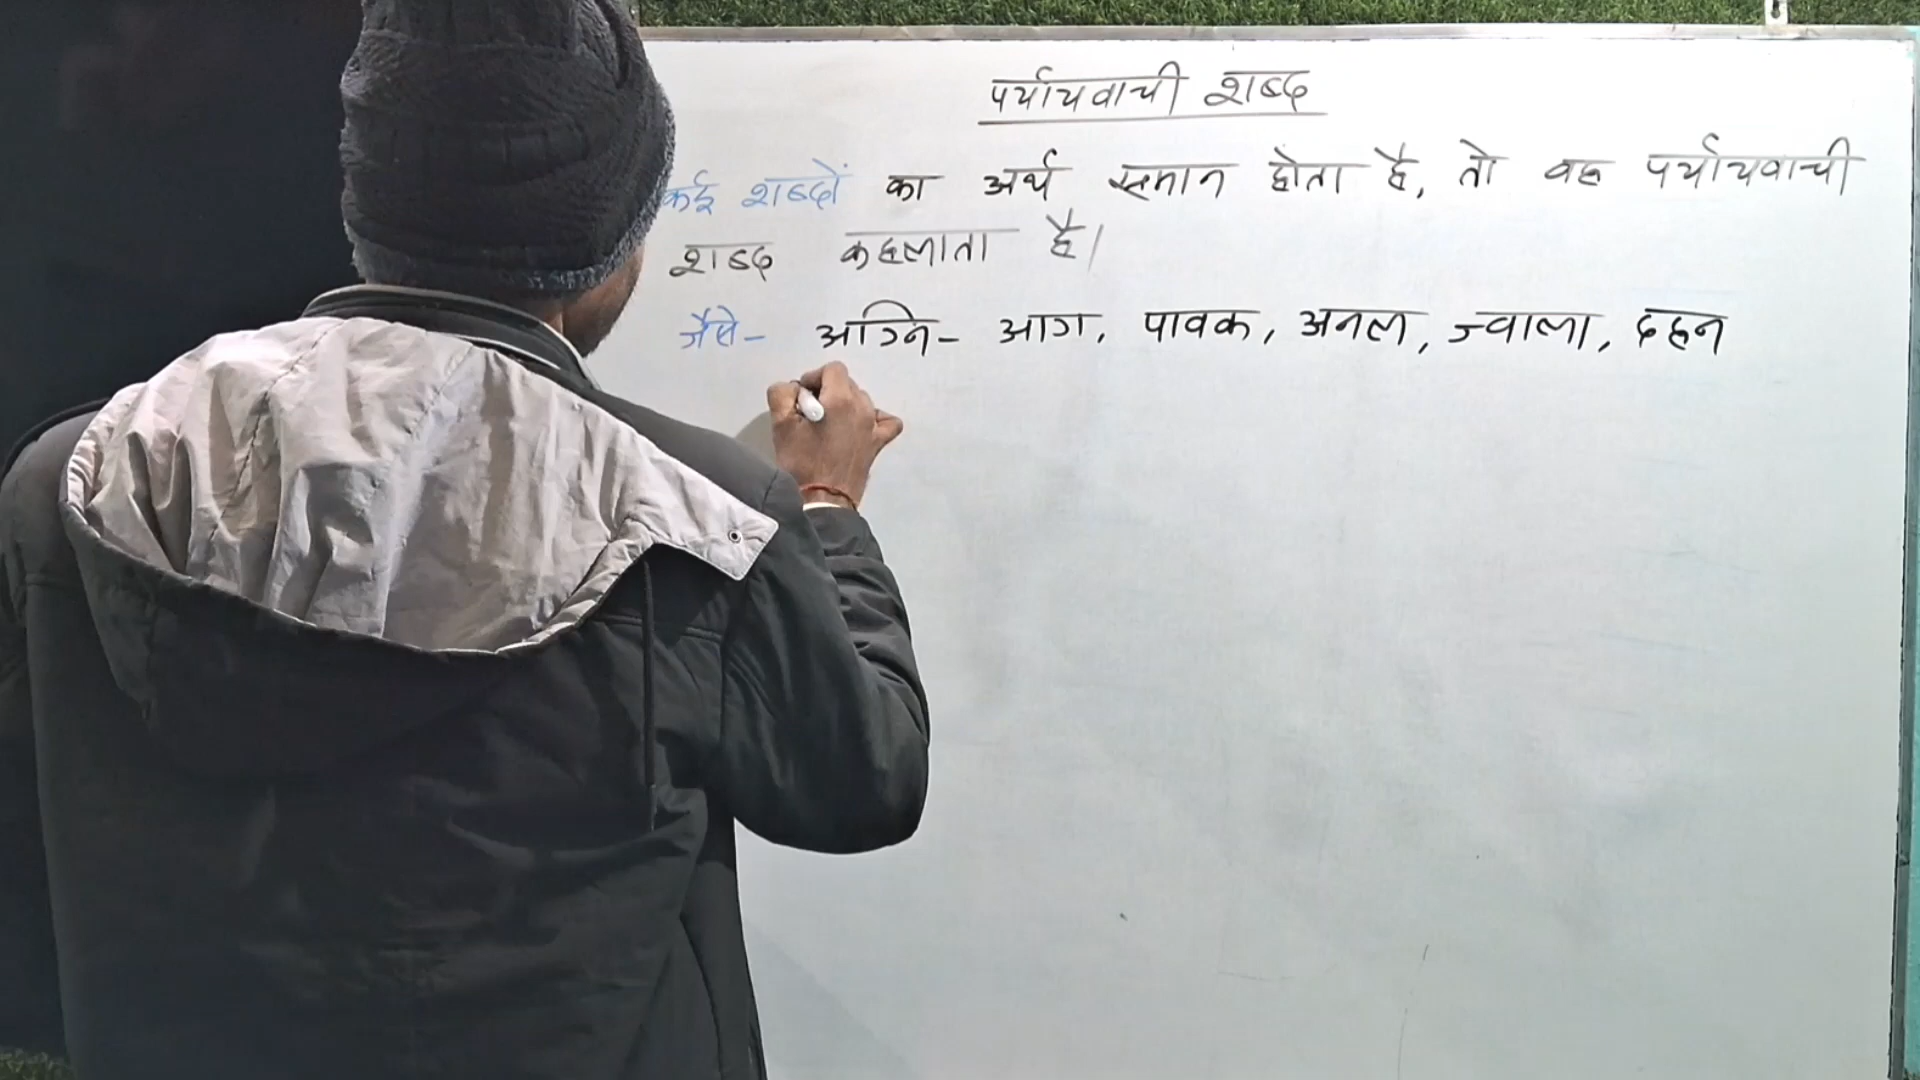 पर्यायवाची शब्द
कई शब्दों का अर्थ समान होता है, तो वह पर्यायवाची
शब्द कहलाता है।
जैसे- अग्नि- आग, पावक, अनल, ज्वाला, दहन